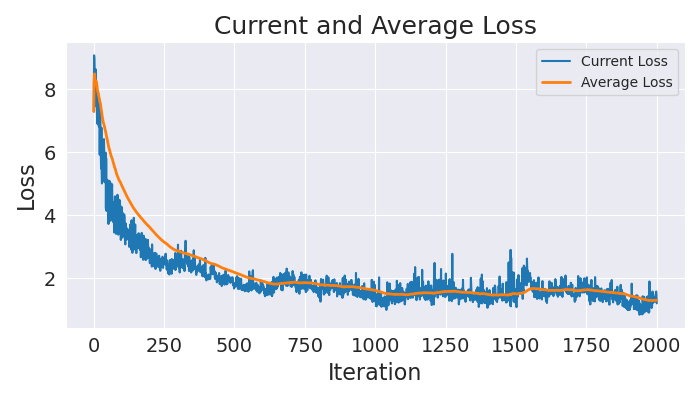 Current and Average Loss
Current Loss
Average Loss
Loss
8
6
4
2
0 250 500 750 1000 1250 1500 1750 2000
Iteration